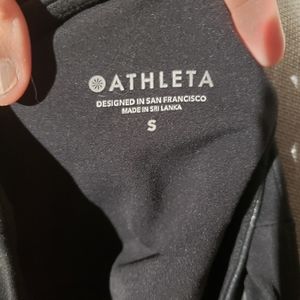 ATHLETA
DESIGNED IN SAN FRANCISCO
MADE IN SRI LANKA
S